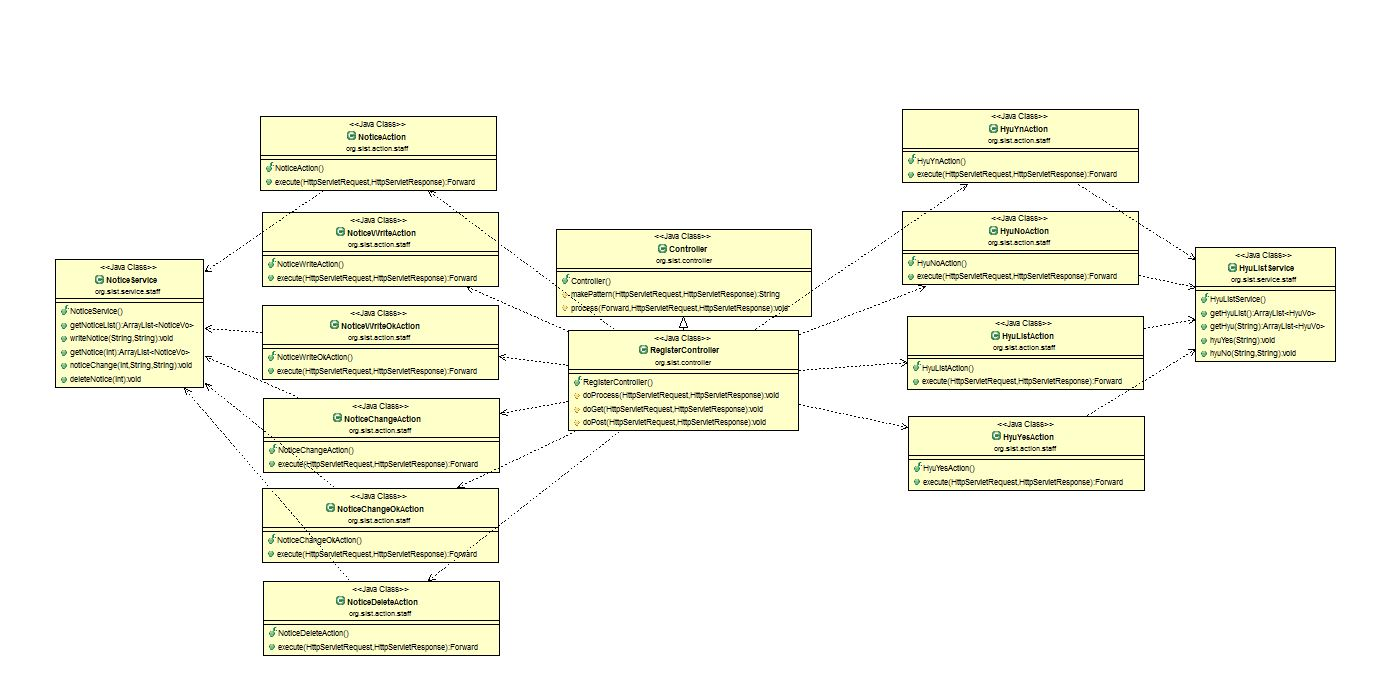 <<Java Class>>
NoticeAction
org.sist.action.staff
NoticeAction()
execute(HttpServletRequest,HttpServletResponse):Forward
<<Java Class>>
NoticeWriteAction
org.sist.action.staff
NoticeWriteAction()
execute(HttpServletRequest,HttpServletResponse):Forward
<<Java Class>>
NoticeService
org.sist.service.staff
NoticeService()
getNoticeList():ArrayList<NoticeVo>
writeNotice(String,String):void
getNotice(int):ArrayList<NoticeVo>
noticeChange(int,String,String):void
deleteNotice(int):void
<<Java Class>>
NoticeWriteOkAction
org.sist.action.staff
NoticeWriteOkAction()
execute(HttpServletRequest,HttpServletResponse):Forward
<<Java Class>>
NoticeChangeAction
org.sist.action.staff
NoticeChangeAction()
execute(HttpServletRequest,HttpServletResponse):Forward
<<Java Class>>
NoticeChangeOkAction
org.sist.action.staff
NoticeChangeOkAction()
execute(HttpServletRequest,HttpServletResponse):Forward
<<Java Class>>
NoticeDeleteAction
org.sist.action.staff
NoticeDeleteAction()
execute(HttpServletRequest,HttpServletResponse):Forward
<<Java Class>>
Controller
org.sist.controller
Controller()
makePattern(HttpServletRequest,HttpServletResponse):String
process(Forward,HttpServletRequest,HttpServletResponse):void
<<Java Class>>
RegisterController
org.sist.controller
RegisterController()
doProcess(HttpServletRequest,HttpServletResponse):void
doGet(HttpServletRequest,HttpServletResponse):void
doPost(HttpServletRequest,HttpServletResponse):void
<<Java Class>>
HyuYnAction
org.sist.action.staff
HyuYnAction()
execute(HttpServletRequest,HttpServletResponse):Forward
<<Java Class>>
HyuNoAction
org.sist.action.staff
HyuNoAction()
execute(HttpServletRequest,HttpServletResponse):Forward
<<Java Class>>
HyuListAction
org.sist.action.staff
HyuListAction()
execute(HttpServletRequest,HttpServletResponse):Forward
<<Java Class>>
HyuYesAction
org.sist.action.staff
HyuYesAction()
execute(HttpServletRequest,HttpServletResponse):Forward
<<Java Class>>
HyuListService
org.sist.service.staff
HyuListService()
getHyuList():ArrayList<HyuVo>
getHyu(String):ArrayList<HyuVo>
hyuYes(String):void
hyuNo(String,String):void